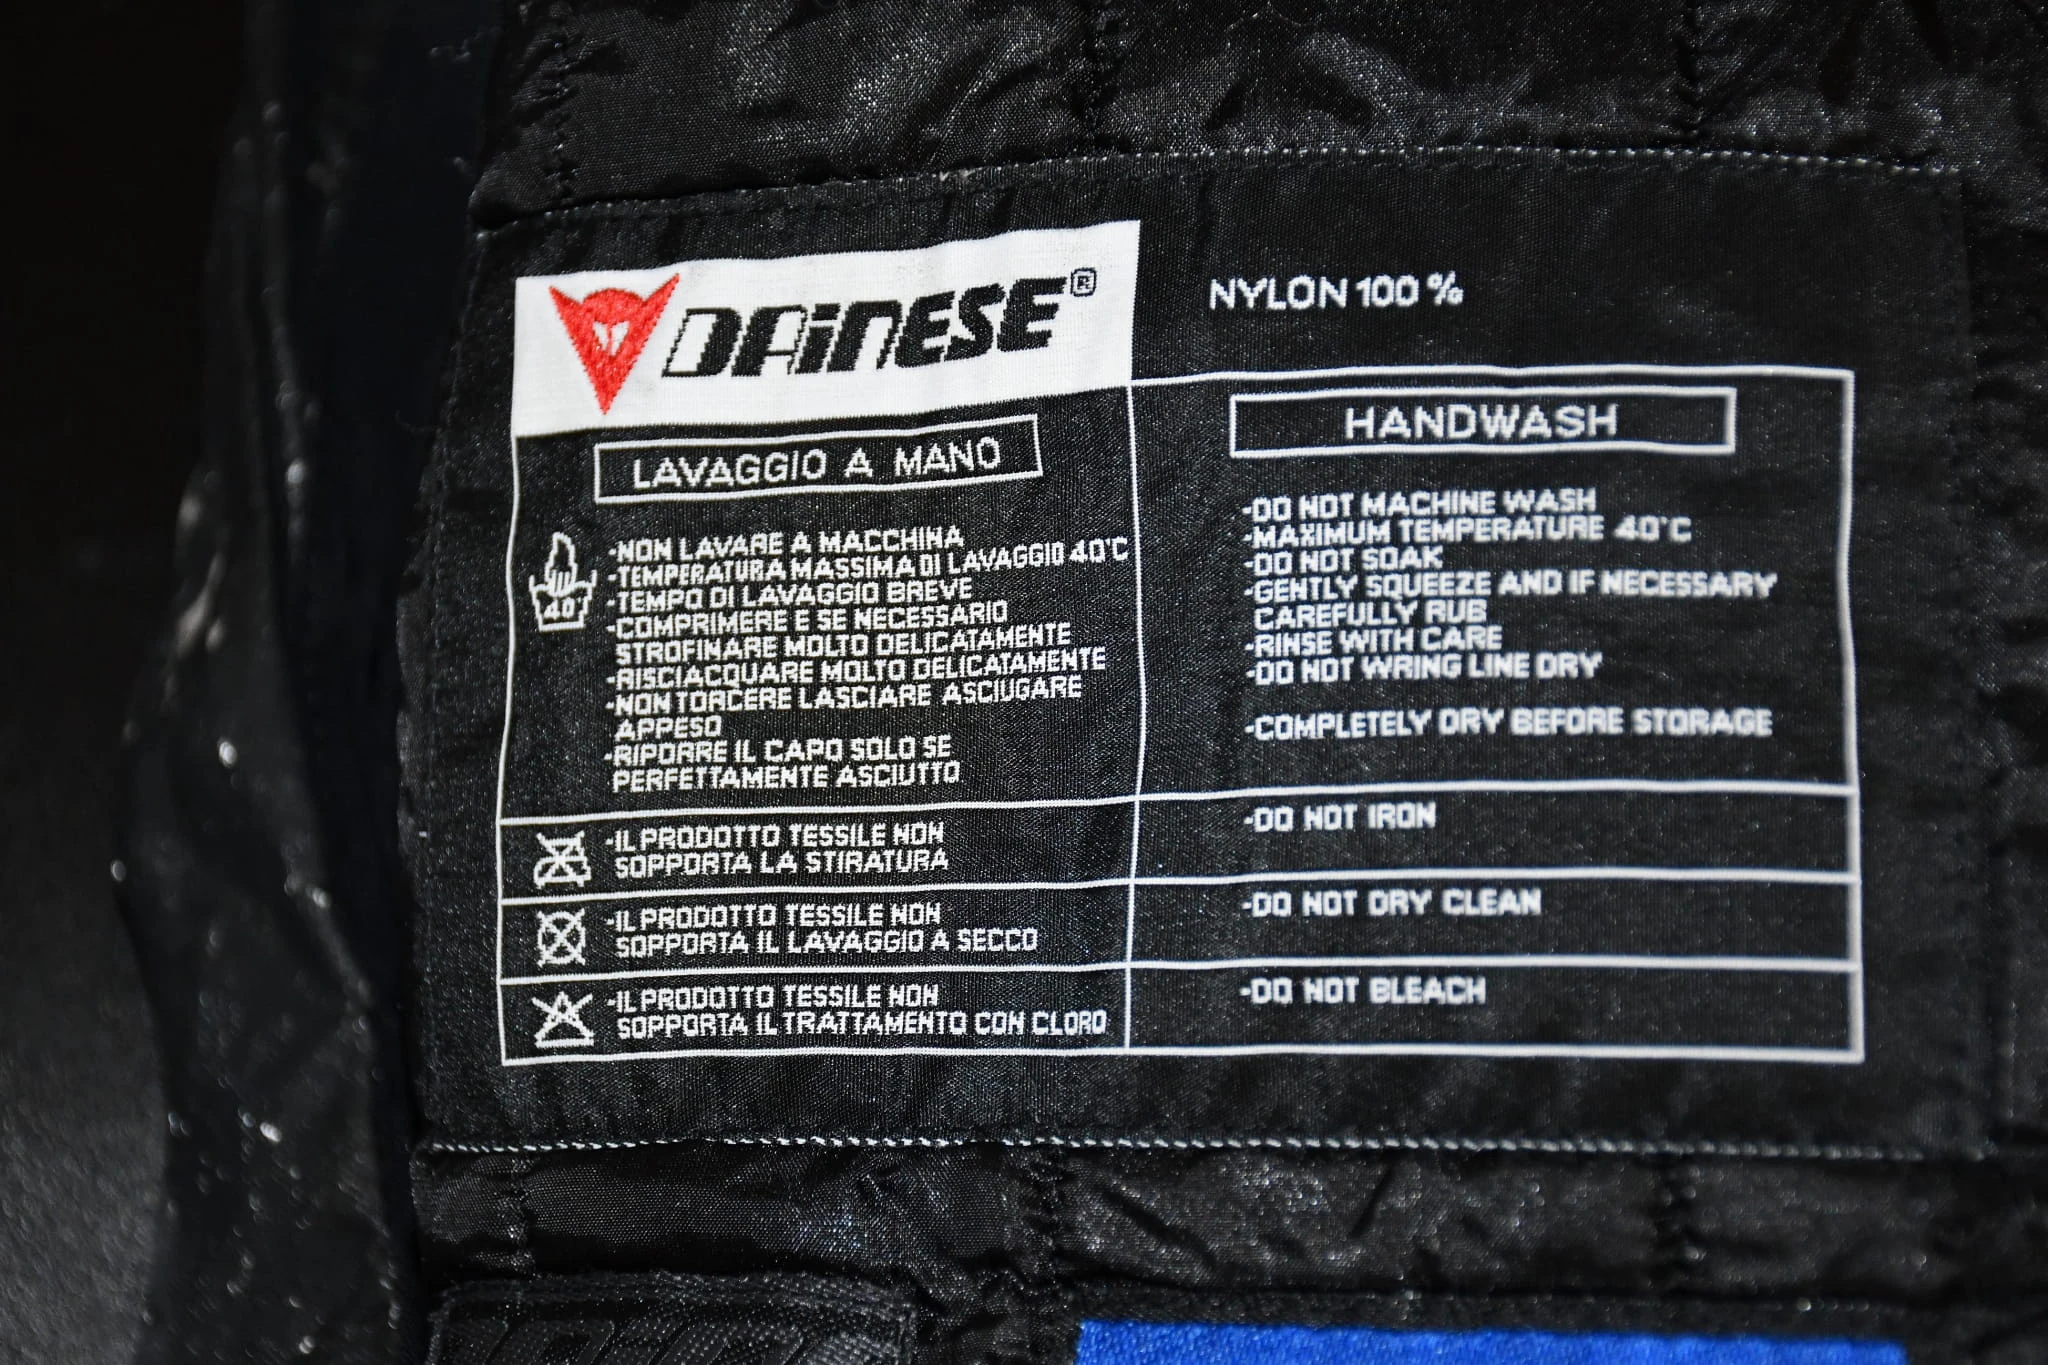 DAINESE®
NYLON 100 %
LAVAGGIO A MANO
-NON LAVARE A MACCHINA
-TEMPERATURA MASSIMA DI LAVAGGIO 40°C
-TEMPO DI LAVAGGIO BREVE
-COMPRIMERE E SE NECESSARIO
STROFINARE MOLTO DELICATAMENTE
-RISCIACQUARE MOLTO DELICATAMENTE
-NON TORCERE LASCIARE ASCIUGARE
APPESO
-RIPORRE IL CAPO SOLO SE
PERFETTAMENTE ASCIUTTO
40°
-IL PRODOTTO TESSILE NON
SOPPORTA LA STIRATURA
-IL PRODOTTO TESSILE NON
SOPPORTA IL LAVAGGIO A SECCO
-IL PRODOTTO TESSILE NON
SOPPORTA IL TRATTAMENTO CON CLORO
HANDWASH
-DO NOT MACHINE WASH
-MAXIMUM TEMPERATURE 40°C
-DO NOT SOAK
-GENTLY SQUEEZE AND IF NECESSARY
CAREFULLY RUB
-RINSE WITH CARE
-DO NOT WRING LINE DRY
-COMPLETELY DRY BEFORE STORAGE
-DO NOT IRON
-DO NOT DRY CLEAN
-DO NOT BLEACH